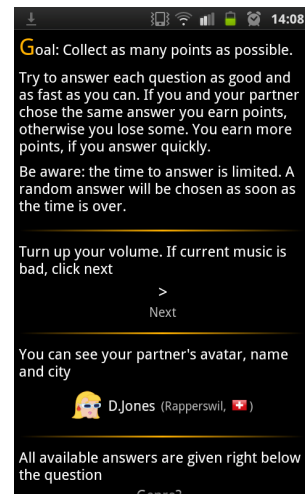 14:08
Goal: Collect as many points as possible.
Try to answer each question as good and
as fast as you can. If you and your partner
chose the same answer you earn points,
otherwise you lose some. You earn more
points, if you answer quickly.
Be aware: the time to answer is limited. A
random answer will be chosen as soon as
the time is over.
Turn up your volume. If current music is
bad, click next
>
Next
You can see your partner's avatar, name
and city
D.Jones (Rapperswil, )
All available answers are given right below
the question